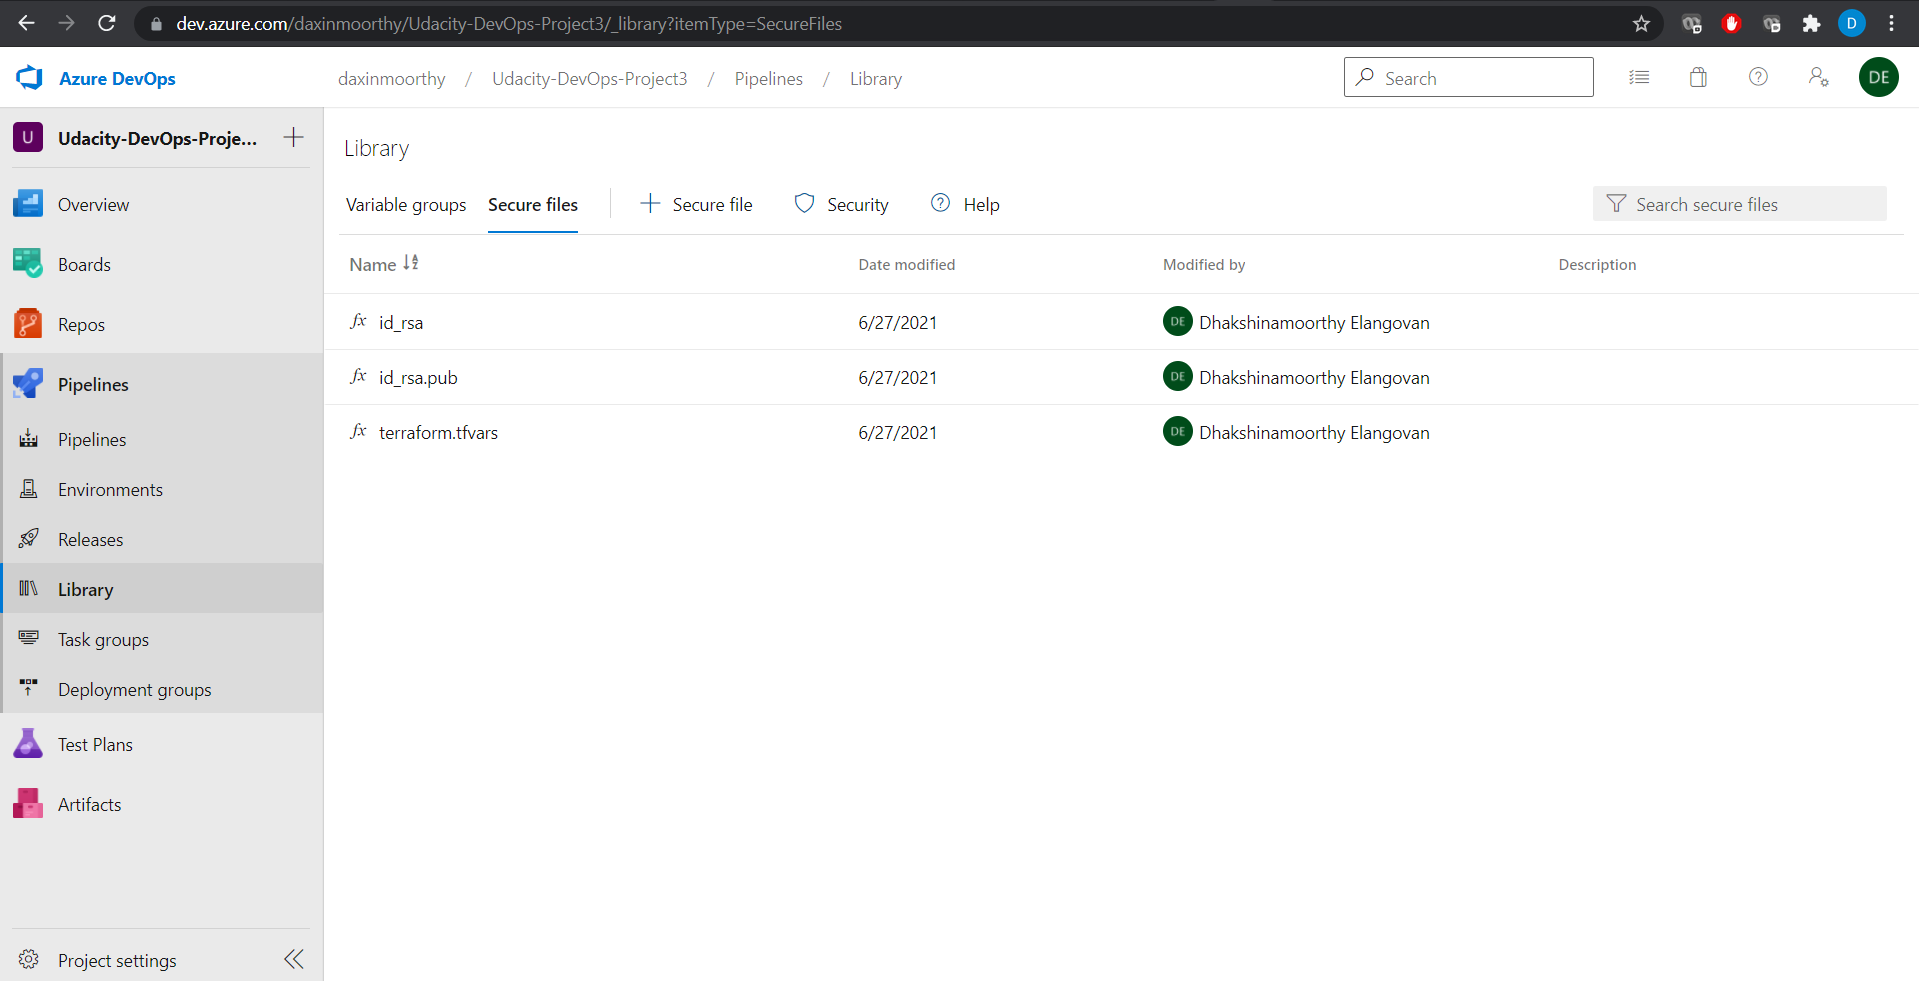 dev.azure.com/daxinmoorthy/Udacity-DevOps-Project3/_library?itemType=SecureFiles
D
Azure DevOps
daxinmoorthy / Udacity-DevOps-Project3 / Pipelines / Library
Search
DE
U
Udacity-DevOps-Proje...
Overview
Boards
Repos
Pipelines
Pipelines
Environments
Releases
Library
Task groups
Deployment groups
Test Plans
Artifacts
Project settings
Library
Variable groups Secure files Secure file Security Help
Search secure files
Name Date modified Modified by Description
fx id_rsa 6/27/2021 DE Dhakshinamoorthy Elangovan
fx id_rsa.pub 6/27/2021 DE Dhakshinamoorthy Elangovan
fx terraform.tfvars 6/27/2021 DE Dhakshinamoorthy Elangovan